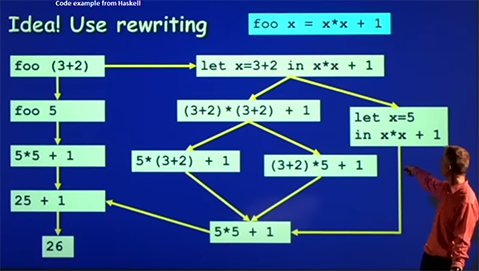 Code example from Haskell
Idea! Use rewriting
foo x = x*x + 1
foo (3+2)
let x=3+2 in x*x + 1
foo 5
(3+2)*(3+2) + 1
let x=5
in x*x + 1
5*5 + 1
5*(3+2) + 1
(3+2)*5 + 1
25 + 1
5*5 + 1
26